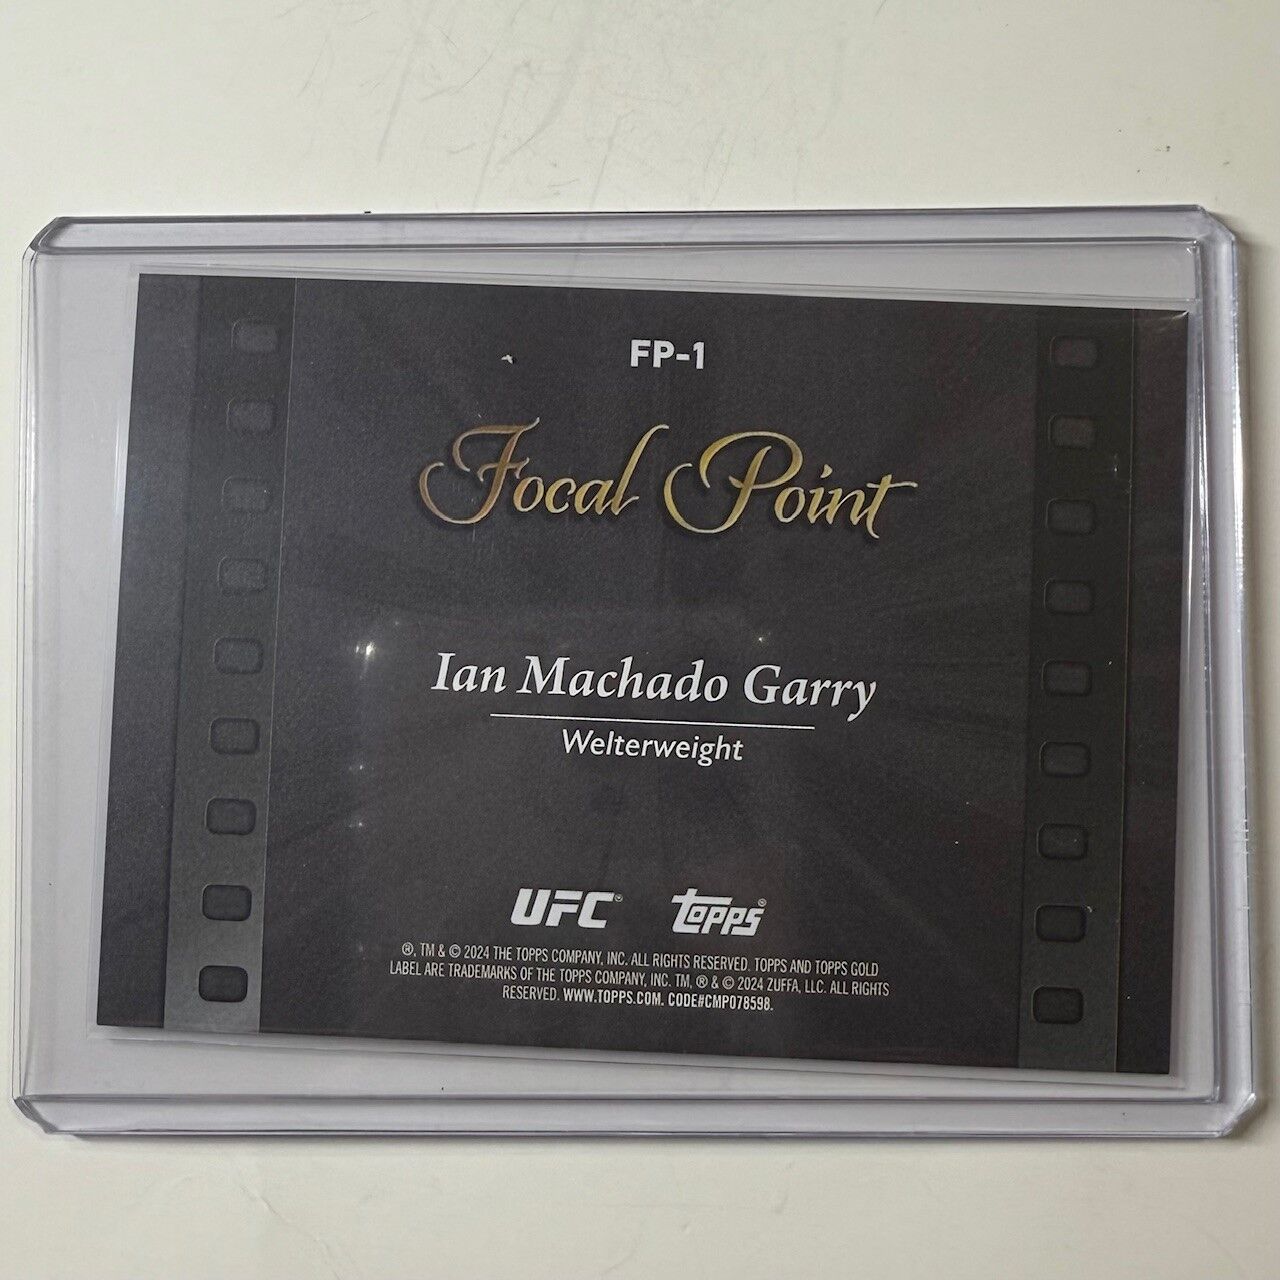 FP-1
Focal Point
Ian Machado Garry
Welterweight
UFC® Topps®
®, TM & © 2024 THE TOPPS COMPANY, INC. ALL RIGHTS RESERVED. TOPPS AND TOPPS GOLD
LABEL ARE TRADEMARKS OF THE TOPPS COMPANY, INC. TM, ® & © 2024 ZUFFA, LLC. ALL RIGHTS
RESERVED. WWW.TOPPS.COM. CODE#CMP078598.